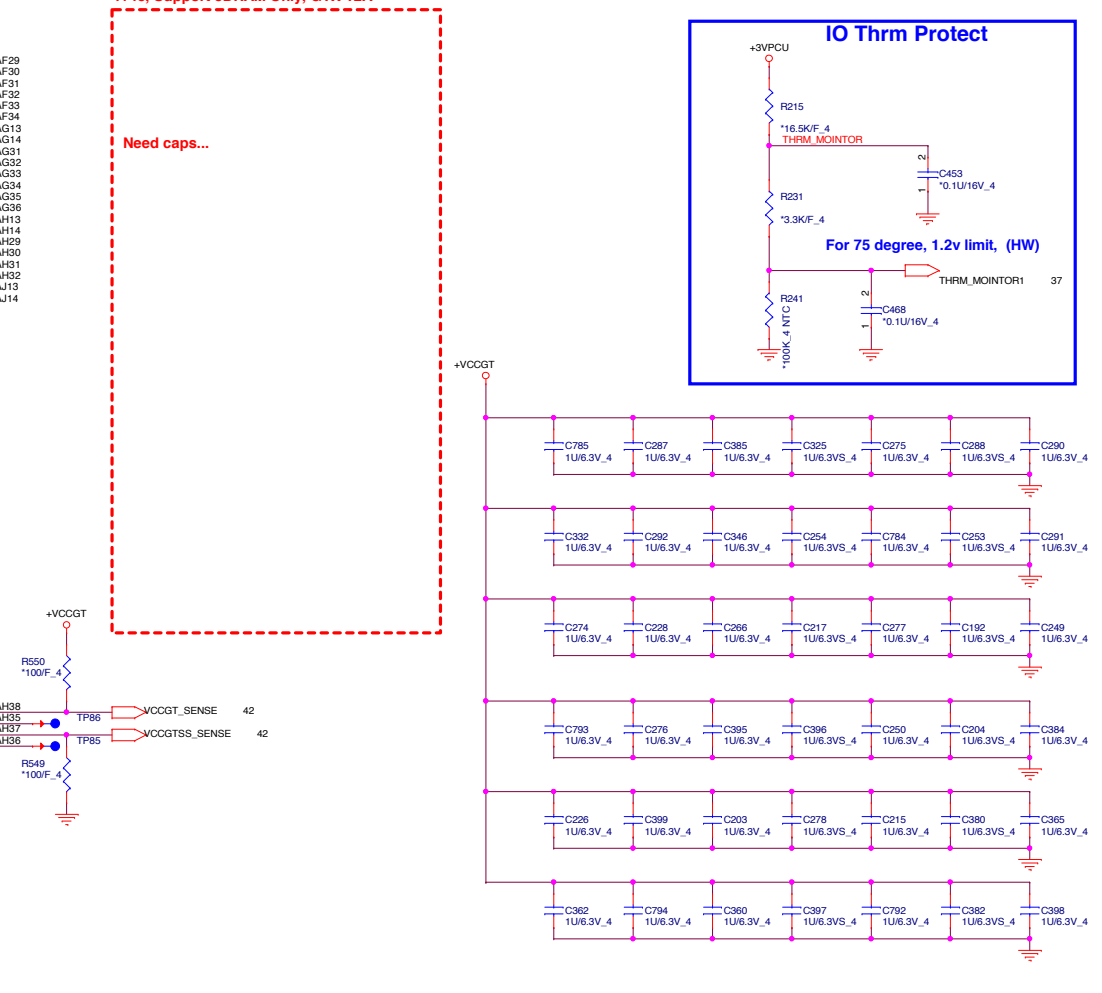 AF29
AF30
AF31
AF32
AF33
AF34
AG13
AG14
AG31
AG32
AG33
AG34
AG35
AG36
AH13
AH14
AH29
AH30
AH31
AH32
AJ13
AJ14
Need caps...
IO Thrm Protect
+3VPCU
R215
*16.5K/F_4
THRM_MOINTOR
2
1
C453
*0.1U/16V_4
R231
*3.3K/F_4
For 75 degree, 1.2v limit, (HW)
THRM_MOINTOR1 37
R241
*100K_4 NTC
2
1
C468
*0.1U/16V_4
+VCCGT
C785 C287 C385 C325 C275 C288 C290
1U/6.3V_4 1U/6.3V_4 1U/6.3V_4 1U/6.3VS_4 1U/6.3V_4 1U/6.3VS_4 1U/6.3V_4
C332 C292 C346 C254 C784 C253 C291
1U/6.3V_4 1U/6.3V_4 1U/6.3V_4 1U/6.3V_4 1U/6.3V_4 1U/6.3VS_4 1U/6.3V_4
C274 C228 C266 C217 C277 C192 C249
1U/6.3V_4 1U/6.3V_4 1U/6.3V_4 1U/6.3V_4 1U/6.3V_4 1U/6.3VS_4 1U/6.3V_4
C793 C276 C395 C396 C250 C204 C384
1U/6.3V_4 1U/6.3V_4 1U/6.3V_4 1U/6.3VS_4 1U/6.3V_4 1U/6.3VS_4 1U/6.3V_4
C226 C399 C203 C278 C215 C380 C365
1U/6.3V_4 1U/6.3V_4 1U/6.3V_4 1U/6.3V_4 1U/6.3V_4 1U/6.3VS_4 1U/6.3V_4
C362 C794 C360 C397 C792 C382 C398
1U/6.3V_4 1U/6.3V_4 1U/6.3V_4 1U/6.3VS_4 1U/6.3V_4 1U/6.3VS_4 1U/6.3V_4
+VCCGT
R550
*100/F_4
AH38
AH35
AH37
AH36
TP86
TP85
VCCGT_SENSE 42
VCCGTSS_SENSE 42
R549
*100/F_4